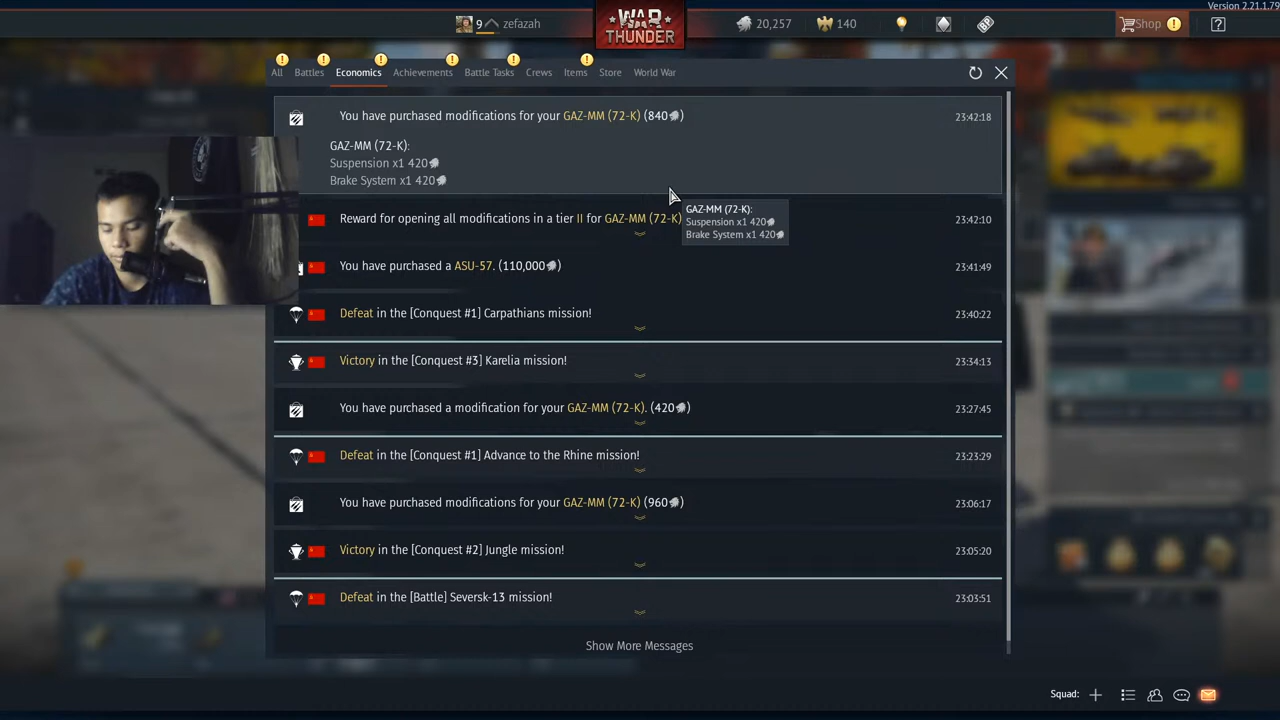 Version 2.21.1.79
9 zefazah
WAR THUNDER
20,257
140
Shop
All Battles Economics Achievements Battle Tasks Crews Items Store World War
You have purchased modifications for your GAZ-MM (72-K) (840) 23:42:18
GAZ-MM (72-K):
Suspension x1 420
Brake System x1 420
GAZ-MM (72-K):
Suspension x1 420
Brake System x1 420
Reward for opening all modifications in a tier II for GAZ-MM (72-K) 23:42:10
You have purchased a ASU-57. (110,000) 23:41:49
Defeat in the [Conquest #1] Carpathians mission! 23:40:22
Victory in the [Conquest #3] Karelia mission! 23:34:13
You have purchased a modification for your GAZ-MM (72-K). (420) 23:27:45
Defeat in the [Conquest #1] Advance to the Rhine mission! 23:23:29
You have purchased modifications for your GAZ-MM (72-K) (960) 23:06:17
Victory in the [Conquest #2] Jungle mission! 23:05:20
Defeat in the [Battle] Seversk-13 mission! 23:03:51
Show More Messages
Squad: